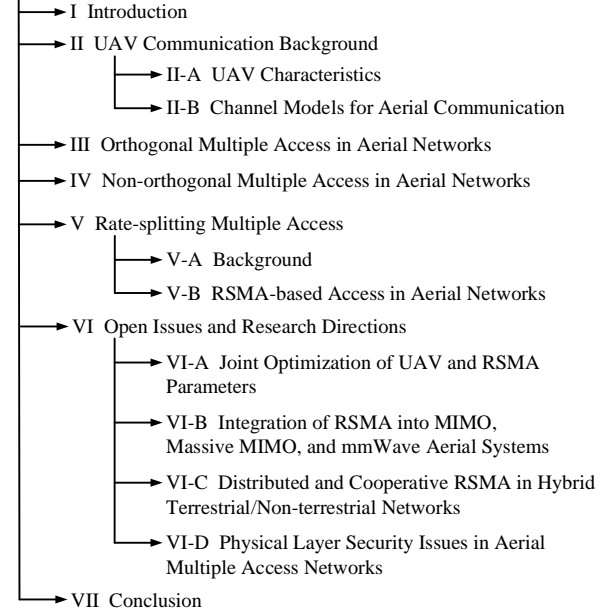 I Introduction
II UAV Communication Background
II-A UAV Characteristics
II-B Channel Models for Aerial Communication
III Orthogonal Multiple Access in Aerial Networks
IV Non-orthogonal Multiple Access in Aerial Networks
V Rate-splitting Multiple Access
V-A Background
V-B RSMA-based Access in Aerial Networks
VI Open Issues and Research Directions
VI-A Joint Optimization of UAV and RSMA
Parameters
VI-B Integration of RSMA into MIMO,
Massive MIMO, and mmWave Aerial Systems
VI-C Distributed and Cooperative RSMA in Hybrid
Terrestrial/Non-terrestrial Networks
VI-D Physical Layer Security Issues in Aerial
Multiple Access Networks
VII Conclusion